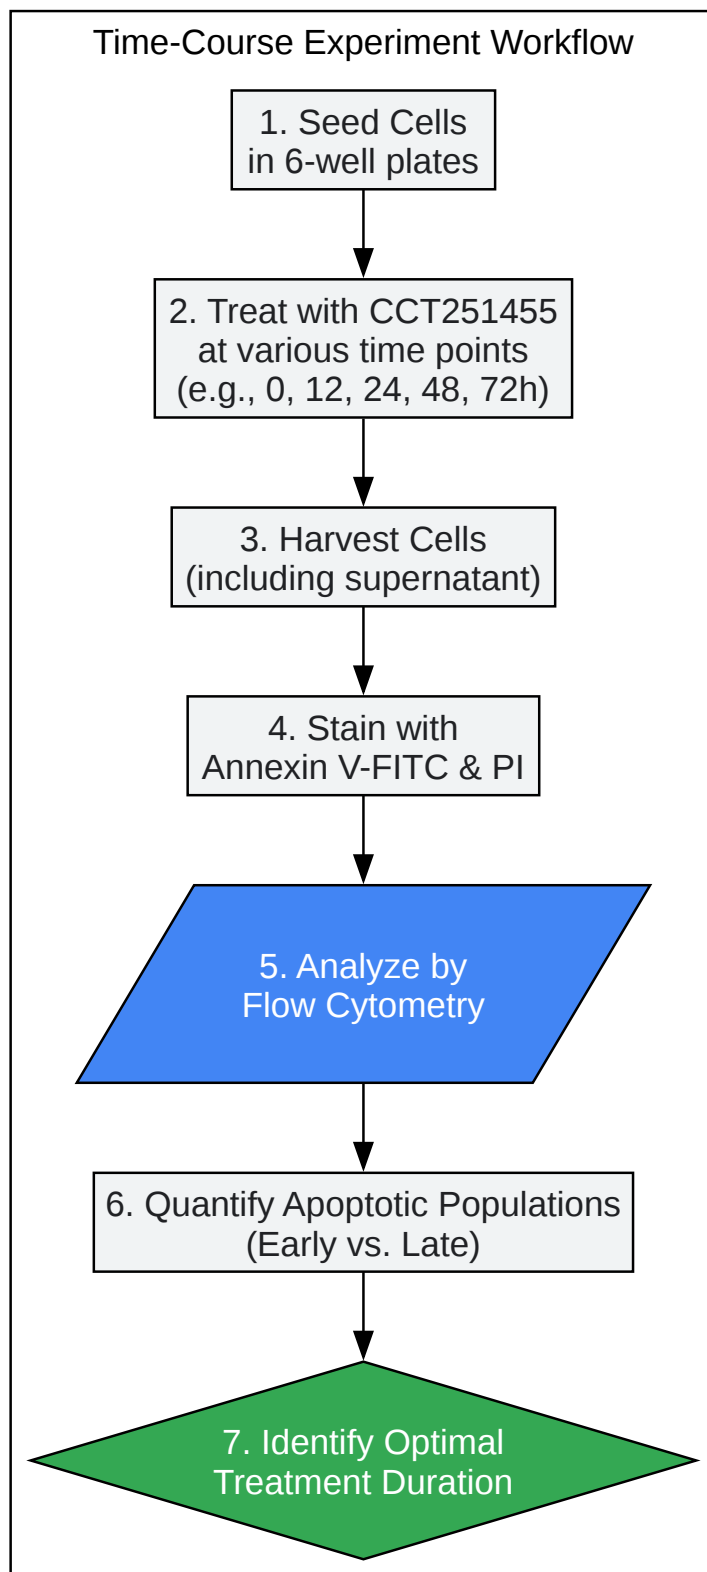 Time-Course Experiment Workflow
1. Seed Cells
in 6-well plates
2. Treat with CCT251455
at various time points
(e.g., 0, 12, 24, 48, 72h)
3. Harvest Cells
(including supernatant)
4. Stain with
Annexin V-FITC & PI
5. Analyze by
Flow Cytometry
6. Quantify Apoptotic Populations
(Early vs. Late)
7. Identify Optimal
Treatment Duration